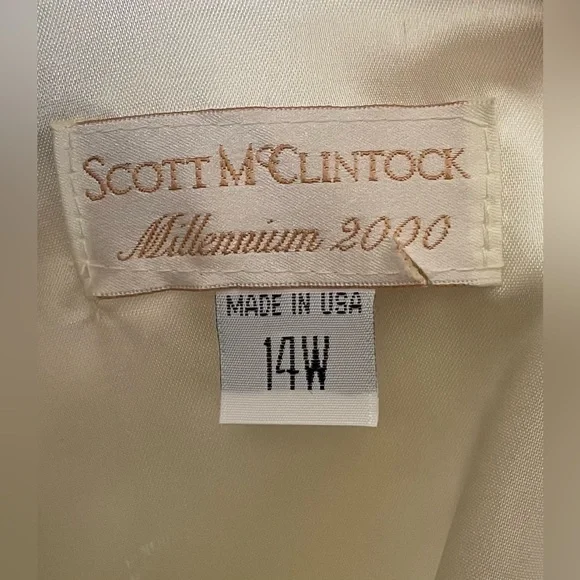 SCOTT McCLINTOCK
Millennium 2000
MADE IN USA
14W